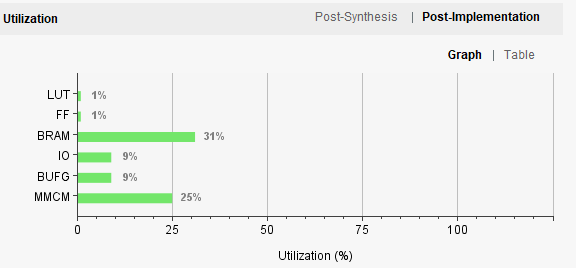 Utilization Post-Synthesis | Post-Implementation
Graph | Table
LUT 1%
FF 1%
BRAM 31%
IO 9%
BUFG 9%
MMCM 25%
0 25 50 75 100
Utilization (%)